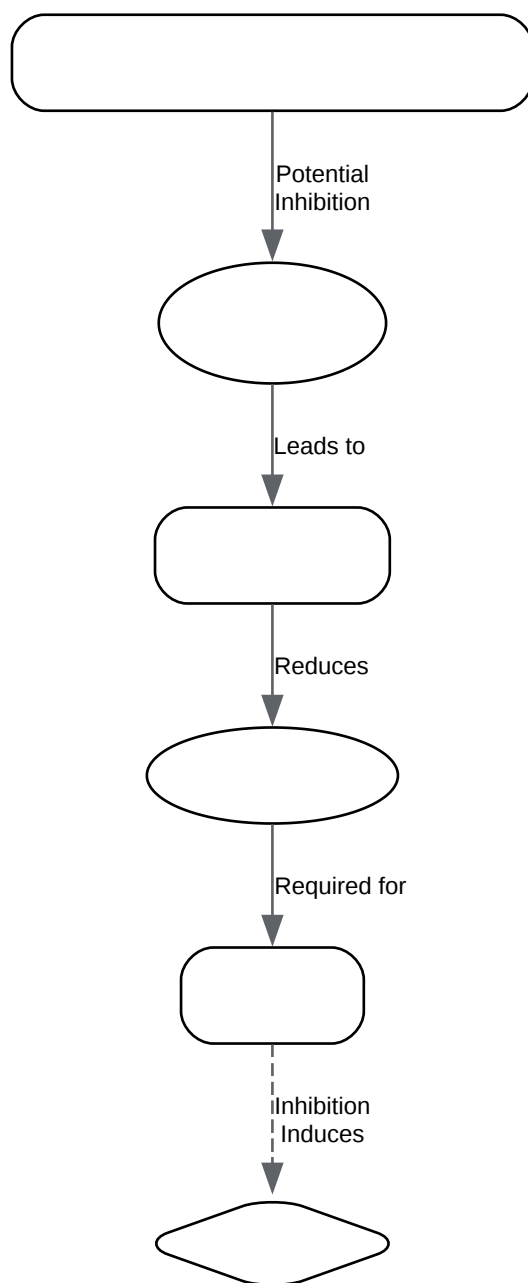 Potential
Inhibition
Leads to
Reduces
Required for
Inhibition
Induces